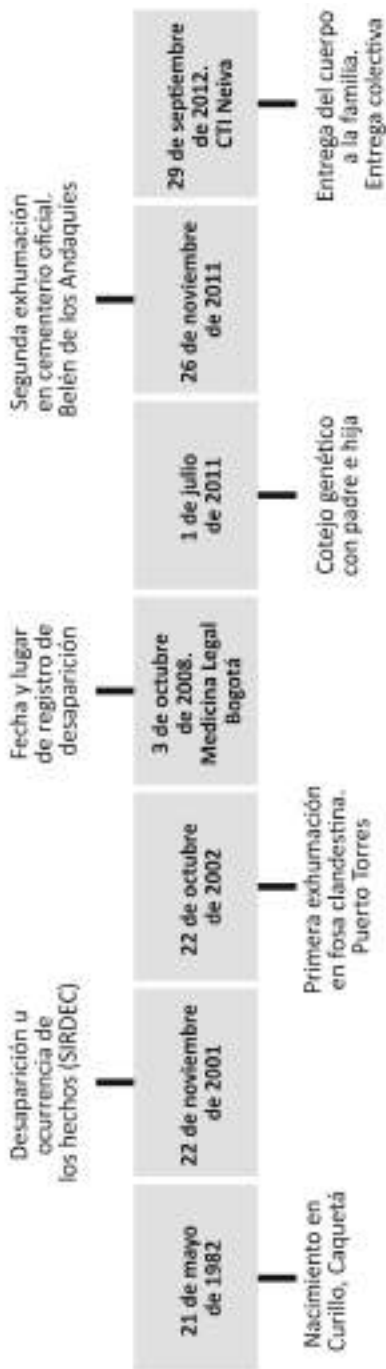 21 de mayo
de 1982
Nacimiento en
Curillo, Caquetá
Desaparición u
ocurrencia de
los hechos (SIRDEC)
22 de noviembre
de 2001
22 de octubre
de 2002
Primera exhumación
en fosa clandestina.
Puerto Torres
Fecha y lugar
de registro de
desaparición
3 de octubre
de 2008.
Medicina Legal
Bogotá
1 de julio
de 2011
Cotejo genético
con padre e hija
Segunda exhumación
en cementerio oficial.
Belén de los Andaquíes
26 de noviembre
de 2011
29 de septiembre
de 2012.
CTI Neiva
Entrega del cuerpo
a la familia.
Entrega colectiva